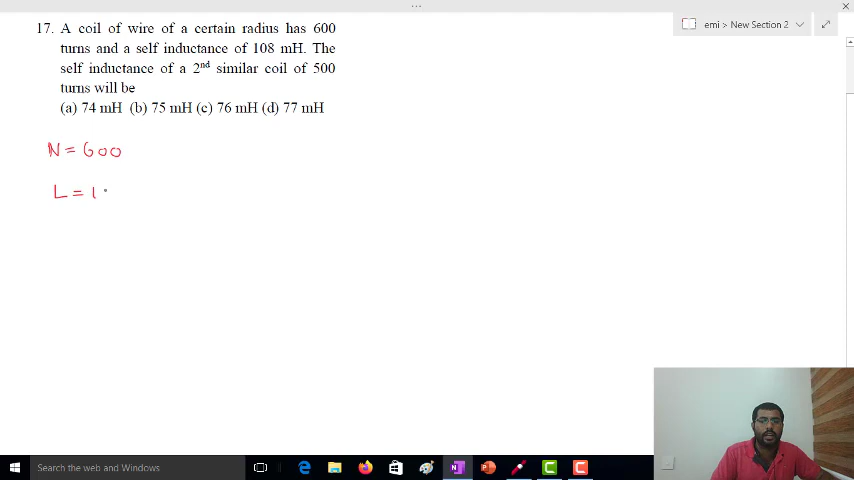 emi > New Section 2
17. A coil of wire of a certain radius has 600
turns and a self inductance of 108 mH. The
self inductance of a 2nd similar coil of 500
turns will be
(a) 74 mH (b) 75 mH (c) 76 mH (d) 77 mH
N = 600
L = 1
Search the web and Windows